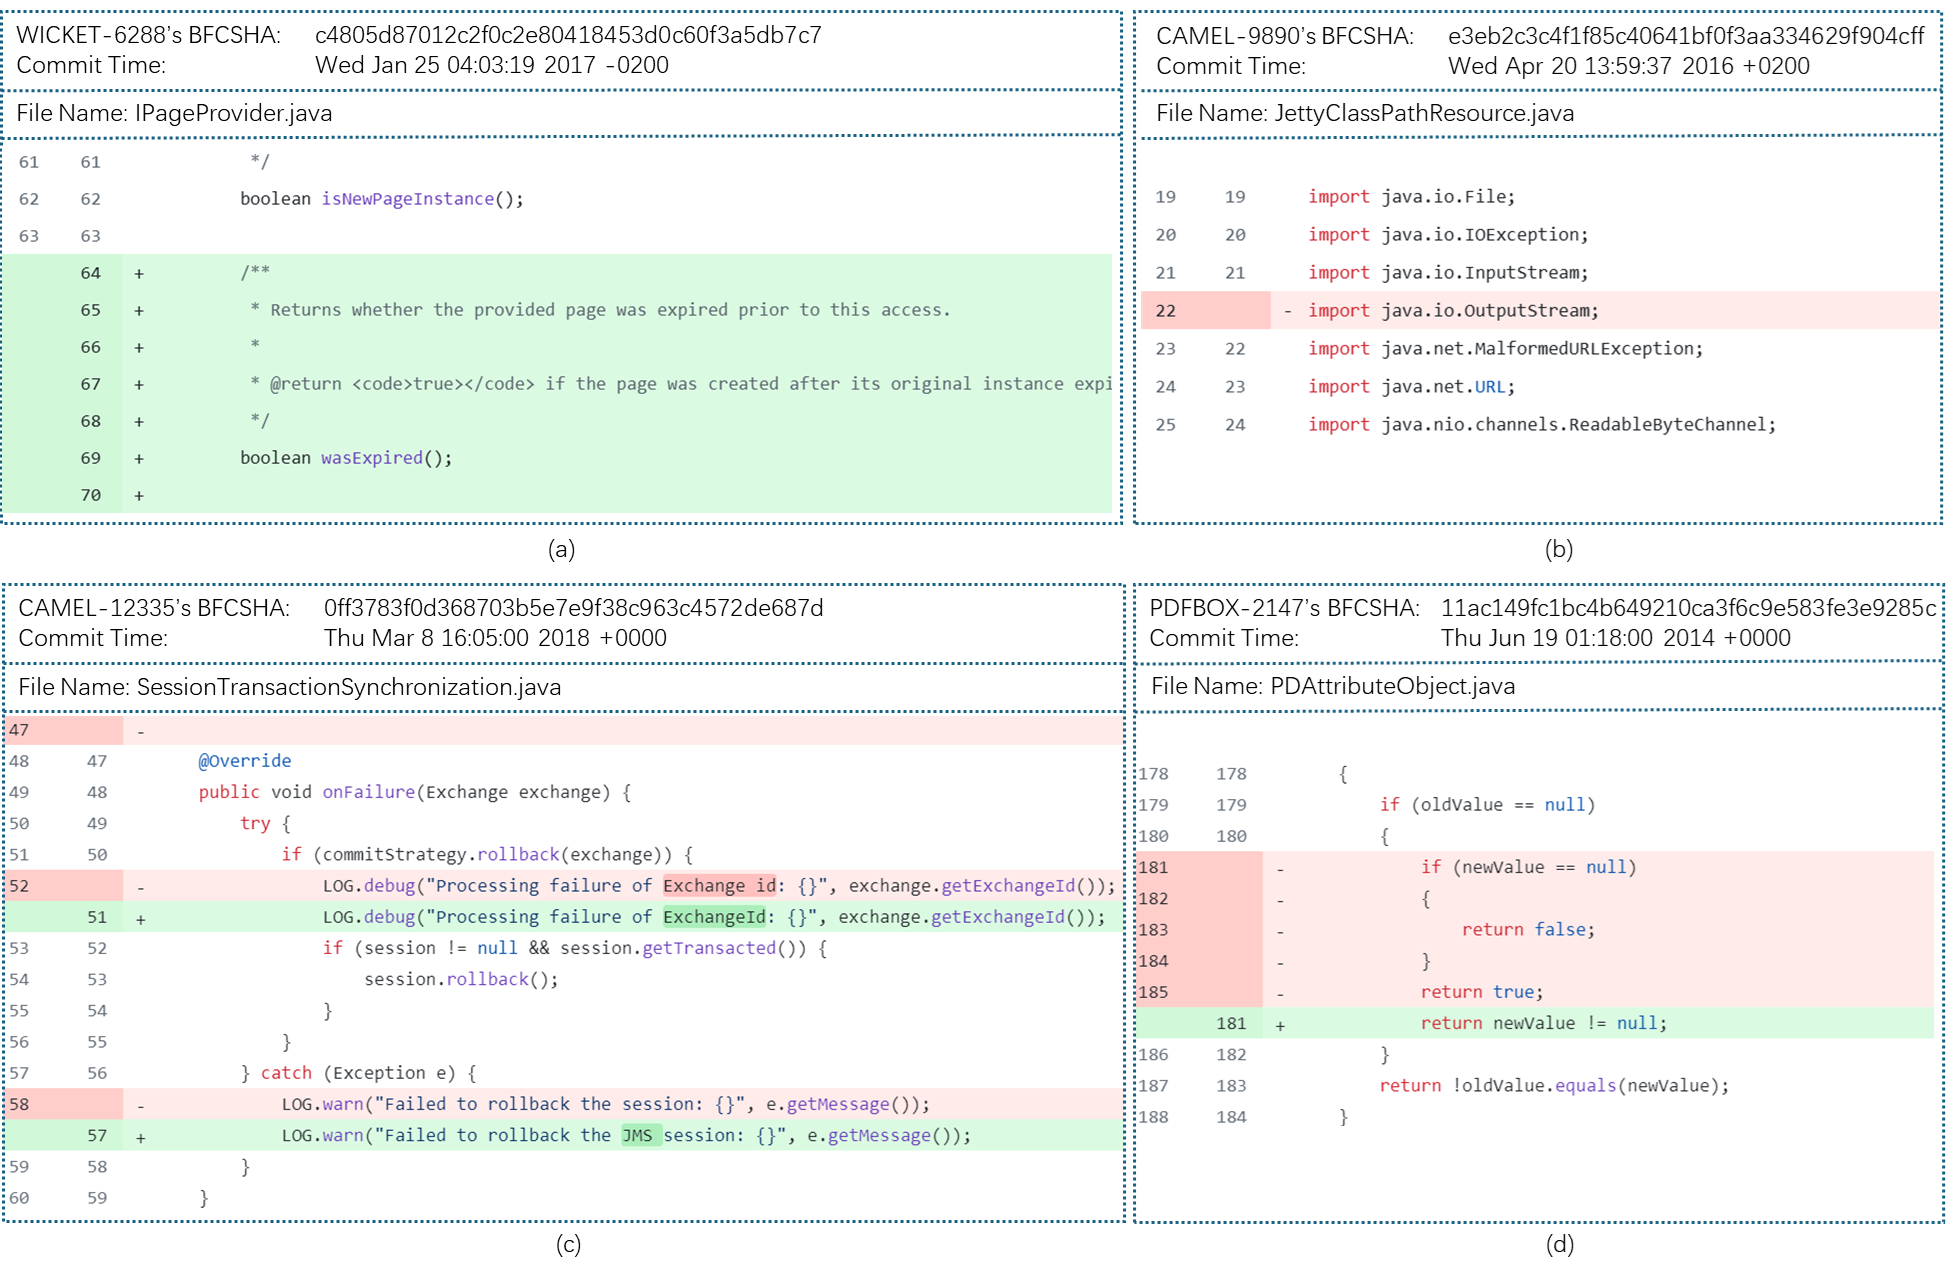 WICKET-6288’s BFCSHA: c4805d87012c2f0c2e80418453d0c60f3a5db7c7
Commit Time: Wed Jan 25 04:03:19 2017 -0200
File Name: IPageProvider.java
61 61 */
62 62 boolean isNewPageInstance();
63 63
64 + /**
65 + * Returns whether the provided page was expired prior to this access.
66 + *
67 + * @return <code>true></code> if the page was created after its original instance expi
68 + */
69 + boolean wasExpired();
70 +
(a)
CAMEL-9890’s BFCSHA: e3eb2c3c4f1f85c40641bf0f3aa334629f904cff
Commit Time: Wed Apr 20 13:59:37 2016 +0200
File Name: JettyClassPathResource.java
19 19 import java.io.File;
20 20 import java.io.IOException;
21 21 import java.io.InputStream;
22 - import java.io.OutputStream;
23 22 import java.net.MalformedURLException;
24 23 import java.net.URL;
25 24 import java.nio.channels.ReadableByteChannel;
(b)
CAMEL-12335’s BFCSHA: 0ff3783f0d368703b5e7e9f38c963c4572de687d
Commit Time: Thu Mar 8 16:05:00 2018 +0000
File Name: SessionTransactionSynchronization.java
47 -
48 47 @Override
49 48 public void onFailure(Exchange exchange) {
50 49 try {
51 50 if (commitStrategy.rollback(exchange)) {
52 - LOG.debug("Processing failure of Exchange id: {}", exchange.getExchangeId());
51 + LOG.debug("Processing failure of ExchangeId: {}", exchange.getExchangeId());
53 52 if (session != null && session.getTransacted()) {
54 53 session.rollback();
55 54 }
56 55 }
57 56 } catch (Exception e) {
58 - LOG.warn("Failed to rollback the session: {}", e.getMessage());
57 + LOG.warn("Failed to rollback the JMS session: {}", e.getMessage());
59 58 }
60 59 }
(c)
PDFBOX-2147’s BFCSHA: 11ac149fc1bc4b649210ca3f6c9e583fe3e9285c
Commit Time: Thu Jun 19 01:18:00 2014 +0000
File Name: PDAttributeObject.java
178 178 {
179 179 if (oldValue == null)
180 180 {
181 - if (newValue == null)
182 - {
183 - return false;
184 - }
185 - return true;
181 + return newValue != null;
186 182 }
187 183 return !oldValue.equals(newValue);
188 184 }
(d)